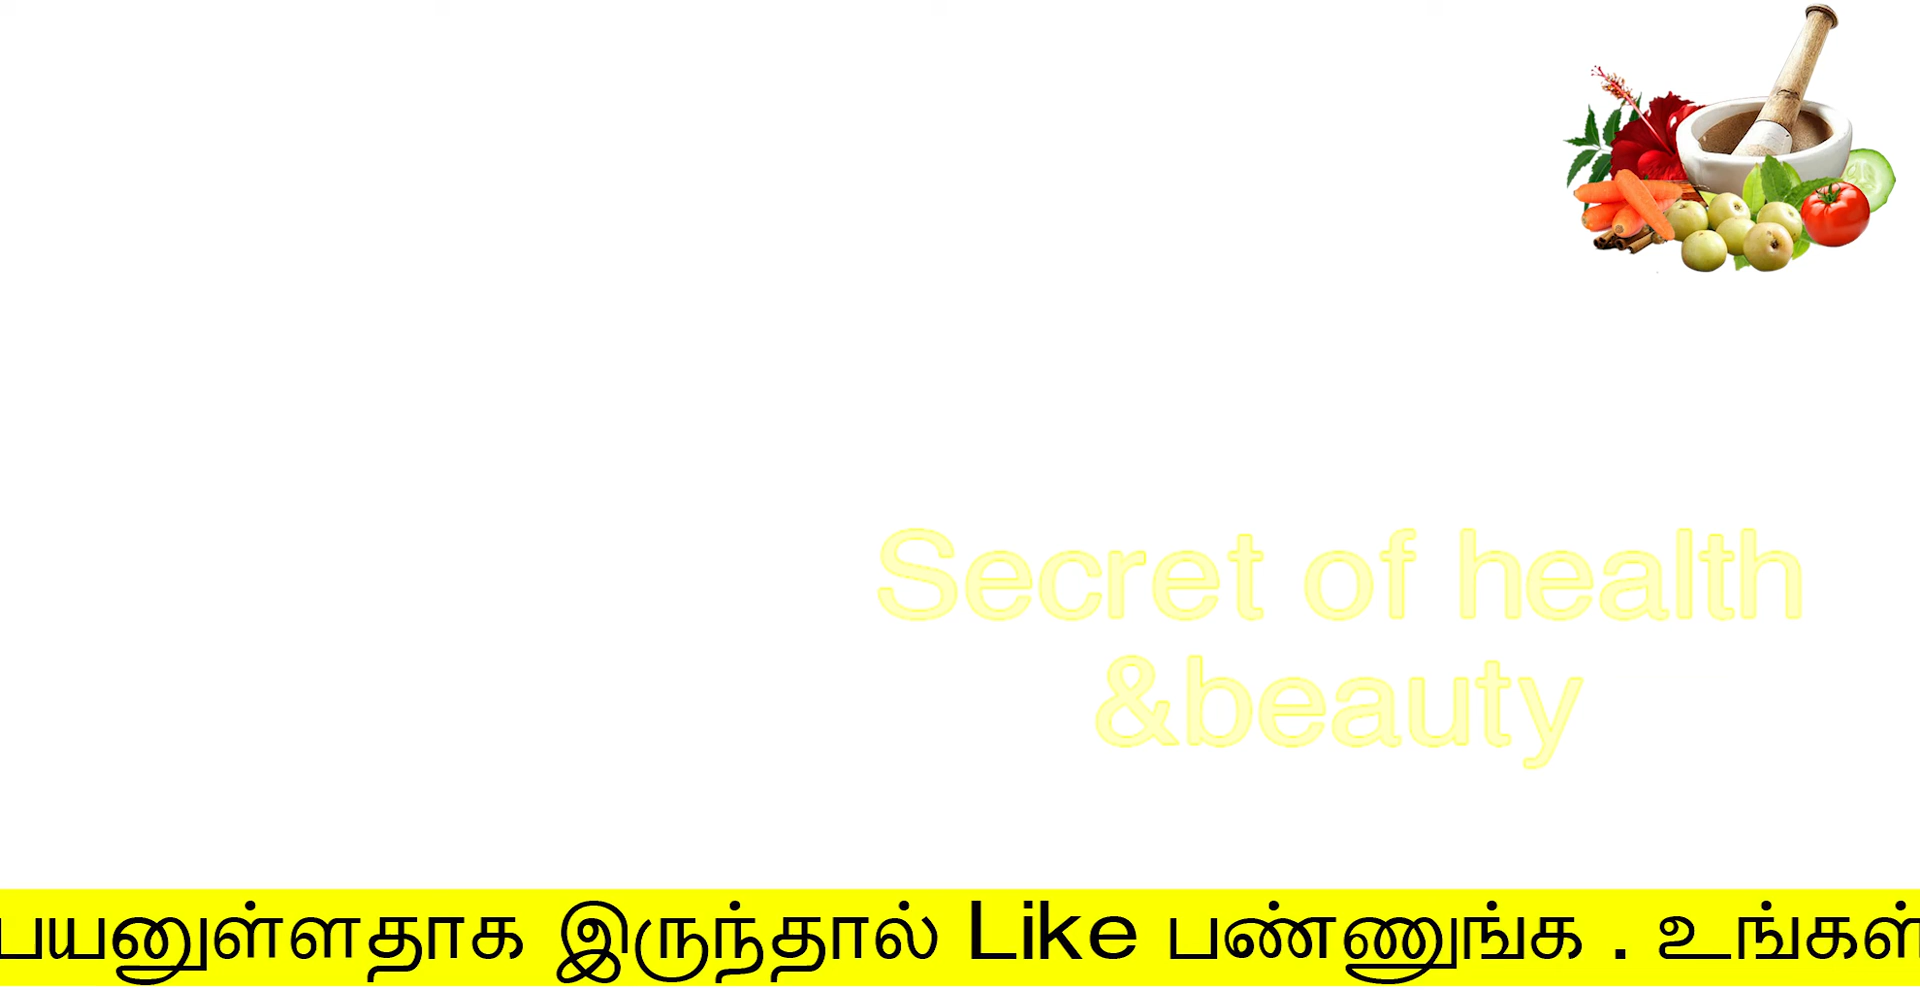 Secret of health
&beauty
பயனுள்ளதாக இருந்தால் Like பண்ணுங்க . உங்கள்